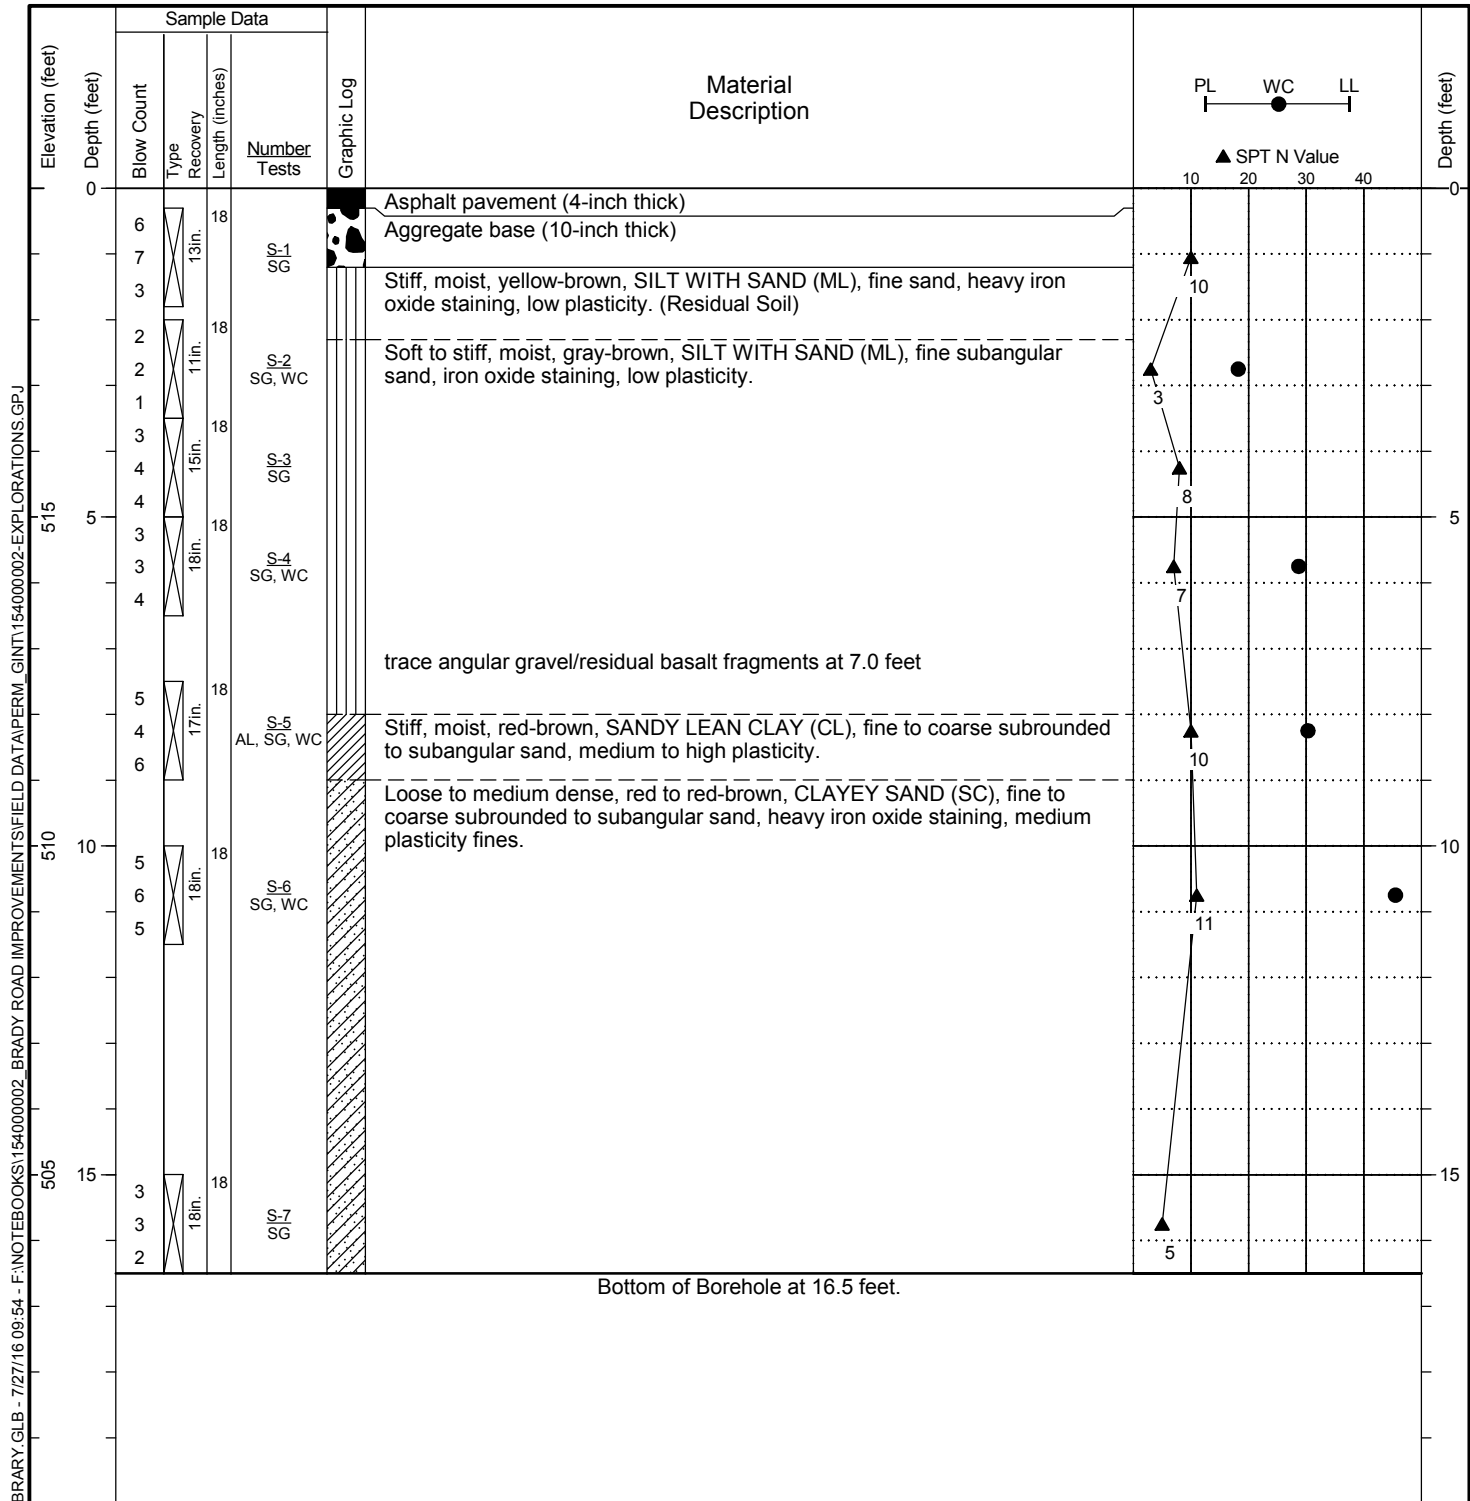 Sample Data
Elevation (feet)
Depth (feet)
Blow Count
Type
Recovery
Length (inches)
Number
Tests
Graphic Log
Material
Description
PL WC LL
SPT N Value
10 20 30 40
Depth (feet)
0
0
Asphalt pavement (4-inch thick)
Aggregate base (10-inch thick)
6
7
3
13in.
18
S-1
SG
10
Stiff, moist, yellow-brown, SILT WITH SAND (ML), fine sand, heavy iron
oxide staining, low plasticity. (Residual Soil)
2
2
1
11in.
18
S-2
SG, WC
3
Soft to stiff, moist, gray-brown, SILT WITH SAND (ML), fine subangular
sand, iron oxide staining, low plasticity.
3
4
4
15in.
18
S-3
SG
8
515
5
5
3
3
4
18in.
18
S-4
SG, WC
7
trace angular gravel/residual basalt fragments at 7.0 feet
5
4
6
17in.
18
S-5
AL, SG, WC
10
Stiff, moist, red-brown, SANDY LEAN CLAY (CL), fine to coarse subrounded
to subangular sand, medium to high plasticity.
Loose to medium dense, red to red-brown, CLAYEY SAND (SC), fine to
coarse subrounded to subangular sand, heavy iron oxide staining, medium
plasticity fines.
510
10
10
5
6
5
18in.
18
S-6
SG, WC
11
505
15
15
3
3
2
18in.
18
S-7
SG
5
Bottom of Borehole at 16.5 feet.
BRARY.GLB - 7/27/16 09:54 - F:\NOTEBOOKS\154000002_BRADY ROAD IMPROVEMENTS\FIELD DATA\PERM_GINT\154000002-EXPLORATIONS.GPJ